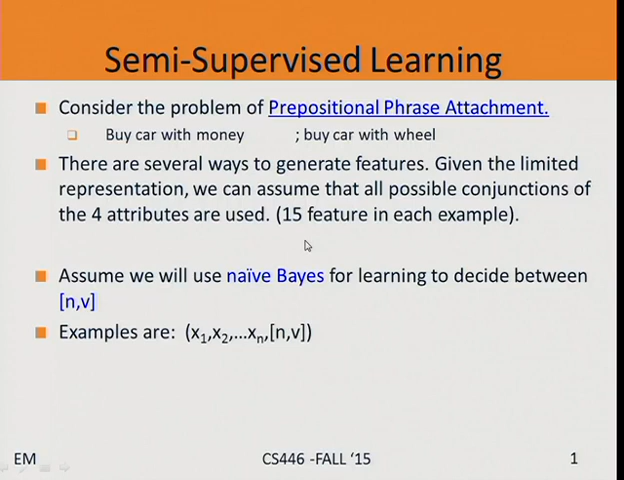 Semi-Supervised Learning
Consider the problem of Prepositional Phrase Attachment.
Buy car with money ; buy car with wheel
There are several ways to generate features. Given the limited
representation, we can assume that all possible conjunctions of
the 4 attributes are used. (15 feature in each example).
Assume we will use naïve Bayes for learning to decide between
[n,v]
Examples are: (x1,x2,...xn,[n,v])
EM CS446 -FALL ‘15 1